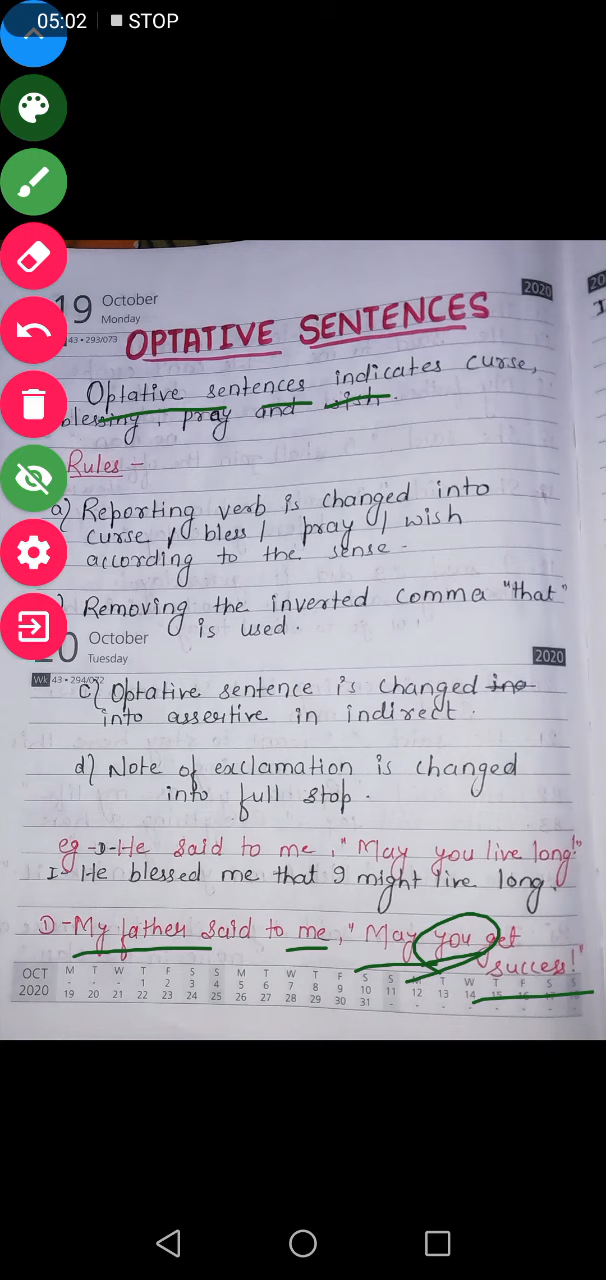 05:02 STOP
19 October
Monday
2020
43 • 293/073
OPTATIVE SENTENCES
Optative sentences indicates curse,
blessing, pray and wish.
Rules -
a) Reporting verb is changed into
curse / bless / pray / wish
according to the sense.
) Removing the inverted comma "that"
is used.
20 October
Tuesday
2020
Wk 43 • 294/072
c) Optative sentence is changed ino
into assertive in indirect.
d) Note of exclamation is changed
into full stop.
eg -D- He said to me, "May you live long!"
I- He blessed me that I might live long.
D -My father said to me, "May you get
success!"
OCT M T W T F S S M T W T F S S M T W T F S S
2020 - - - 1 2 3 4 5 6 7 8 9 10 11 12 13 14 15 16 17 18
19 20 21 22 23 24 25 26 27 28 29 30 31 - - -